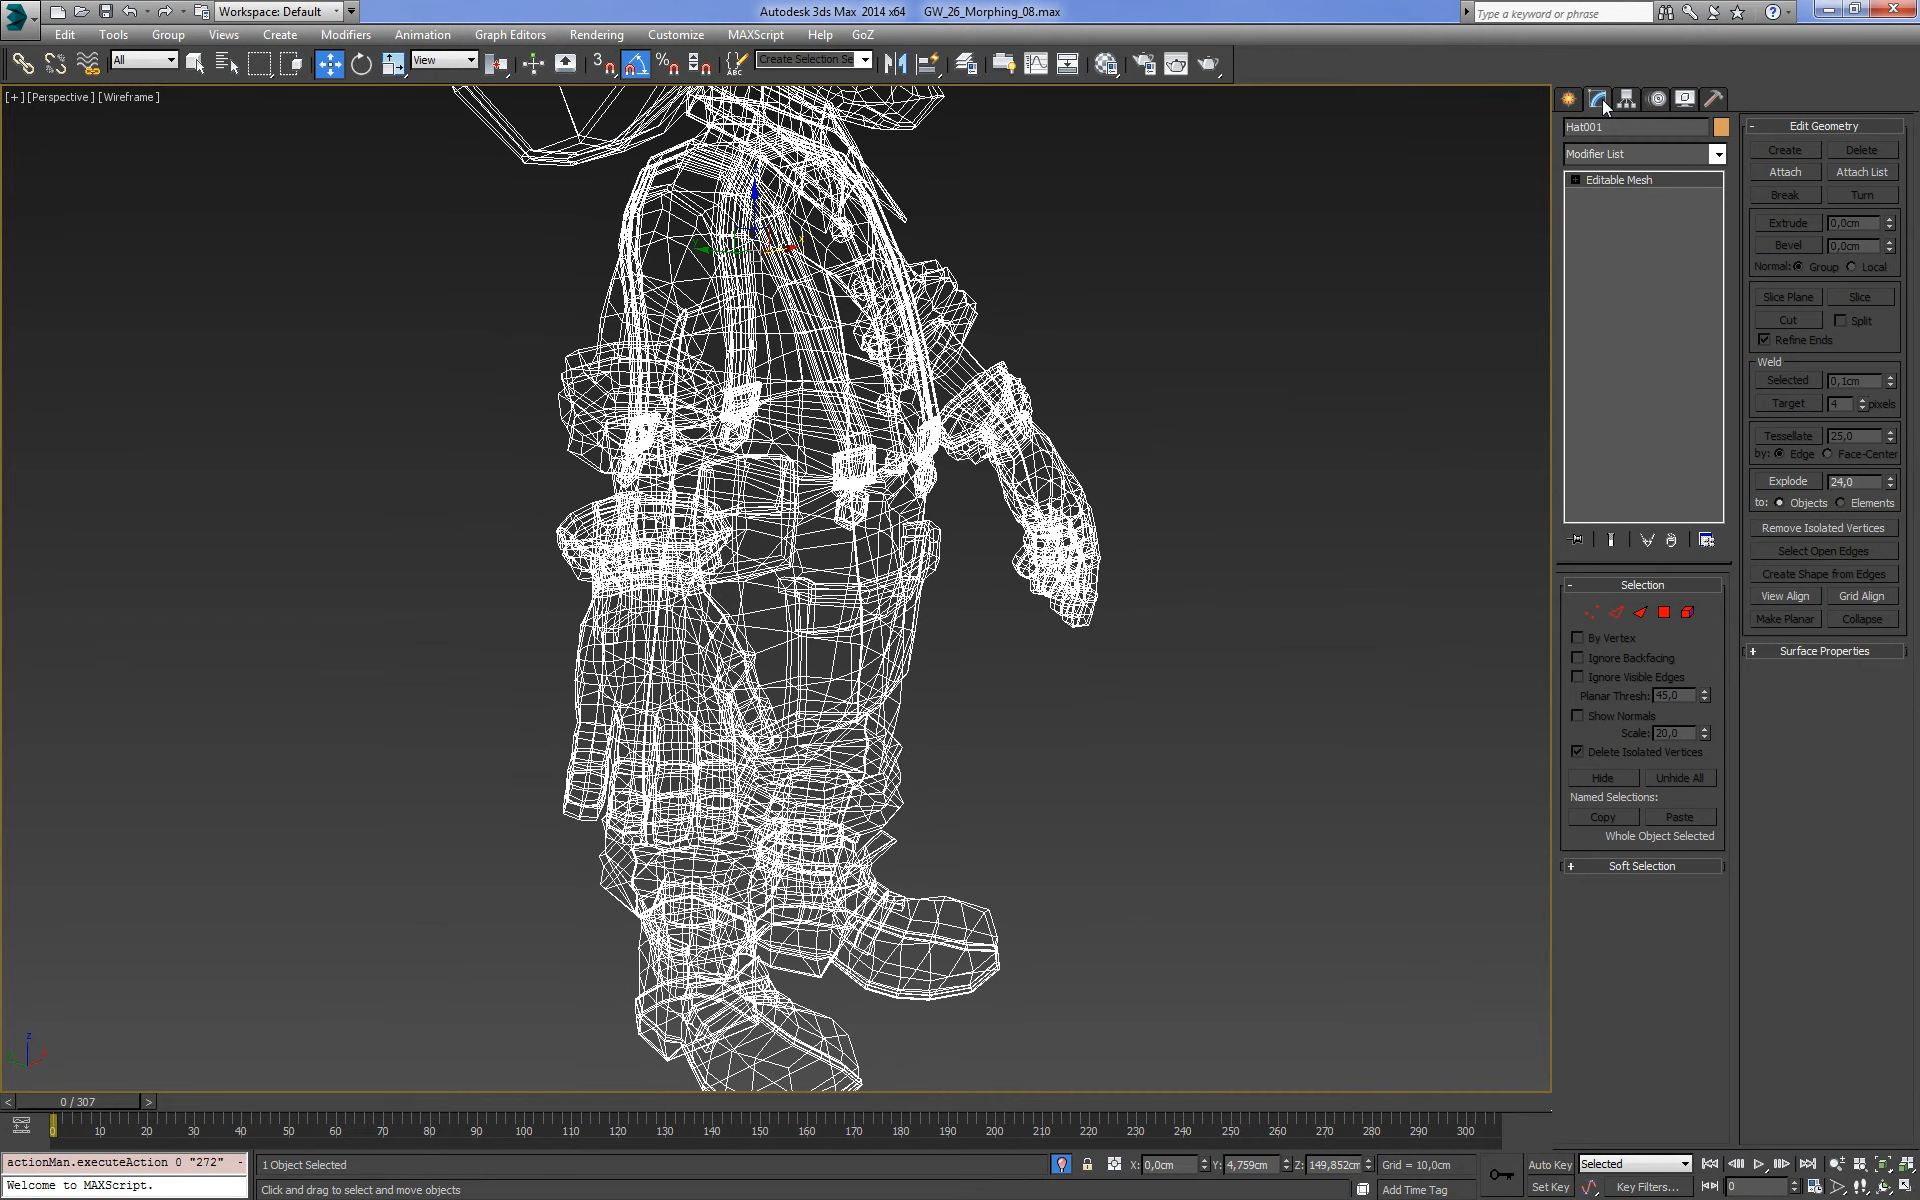 Workspace: Default
Autodesk 3ds Max 2014 x64 GW_26_Morphing_08.max
Type a keyword or phrase
Edit Tools Group Views Create Modifiers Animation Graph Editors Rendering Customize MAXScript Help GoZ
All View 3 Create Selection Se
[+] [Perspective] [Wireframe]
Hat001
Modifier List
Editable Mesh
- Edit Geometry
Create Delete
Attach Attach List
Break Turn
Extrude 0,0cm
Bevel 0,0cm
Normal: Group Local
Slice Plane Slice
Cut Split
Refine Ends
Weld
Selected 0,1cm
Target 4 pixels
Tessellate 25,0
by: Edge Face-Center
Explode 24,0
to: Objects Elements
Remove Isolated Vertices
Select Open Edges
Create Shape from Edges
View Align Grid Align
Make Planar Collapse
+ Surface Properties
- Selection
By Vertex
Ignore Backfacing
Ignore Visible Edges
Planar Thresh: 45,0
Show Normals
Scale: 20,0
Delete Isolated Vertices
Hide Unhide All
Named Selections:
Copy Paste
Whole Object Selected
+ Soft Selection
z
x
< 0 / 307 >
0 10 20 30 40 50 60 70 80 90 100 110 120 130 140 150 160 170 180 190 200 210 220 230 240 250 260 270 280 290 300
actionMan.executeAction 0 "272" -
Welcome to MAXScript.
1 Object Selected
Click and drag to select and move objects
X: 0,0cm Y: 4,759cm Z: 149,852cm Grid = 10,0cm
Add Time Tag
Auto Key Selected
Set Key Key Filters... 0